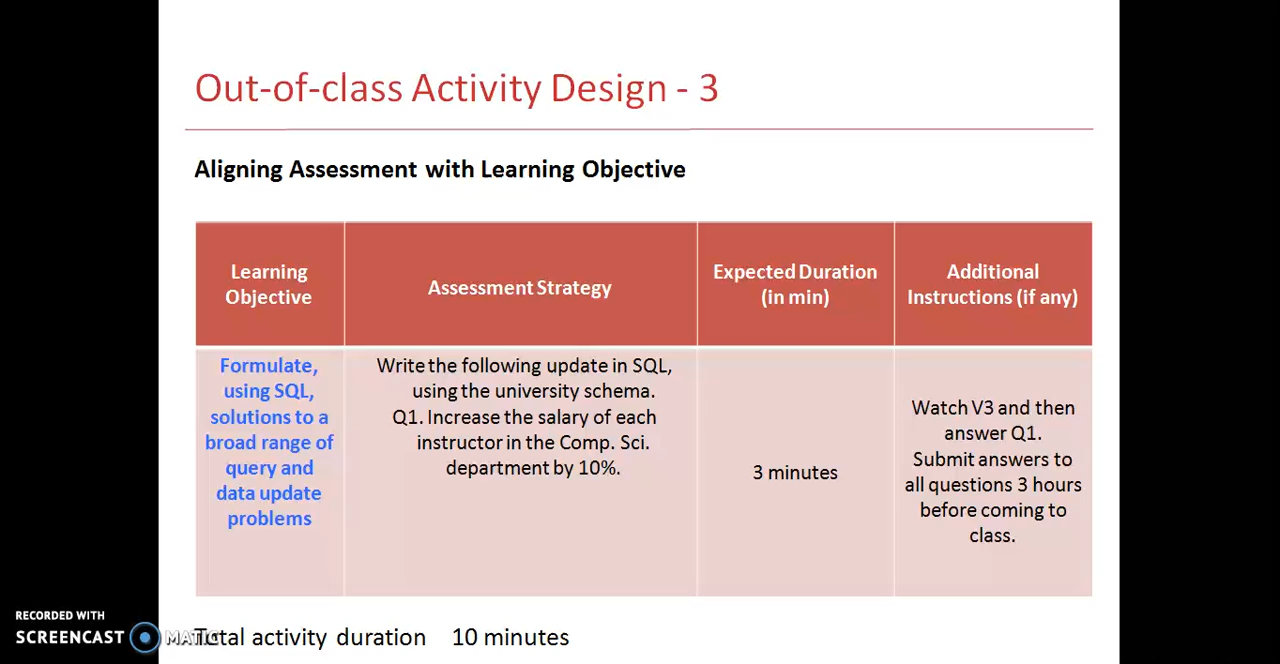 Out-of-class Activity Design - 3
Aligning Assessment with Learning Objective
Learning
Objective
Assessment Strategy
Expected Duration
(in min)
Additional
Instructions (if any)
Formulate,
using SQL,
solutions to a
broad range of
query and
data update
problems
Write the following update in SQL,
using the university schema.
Q1. Increase the salary of each
instructor in the Comp. Sci.
department by 10%.
3 minutes
Watch V3 and then
answer Q1.
Submit answers to
all questions 3 hours
before coming to
class.
Total activity duration 10 minutes
RECORDED WITH
SCREENCAST MATIC